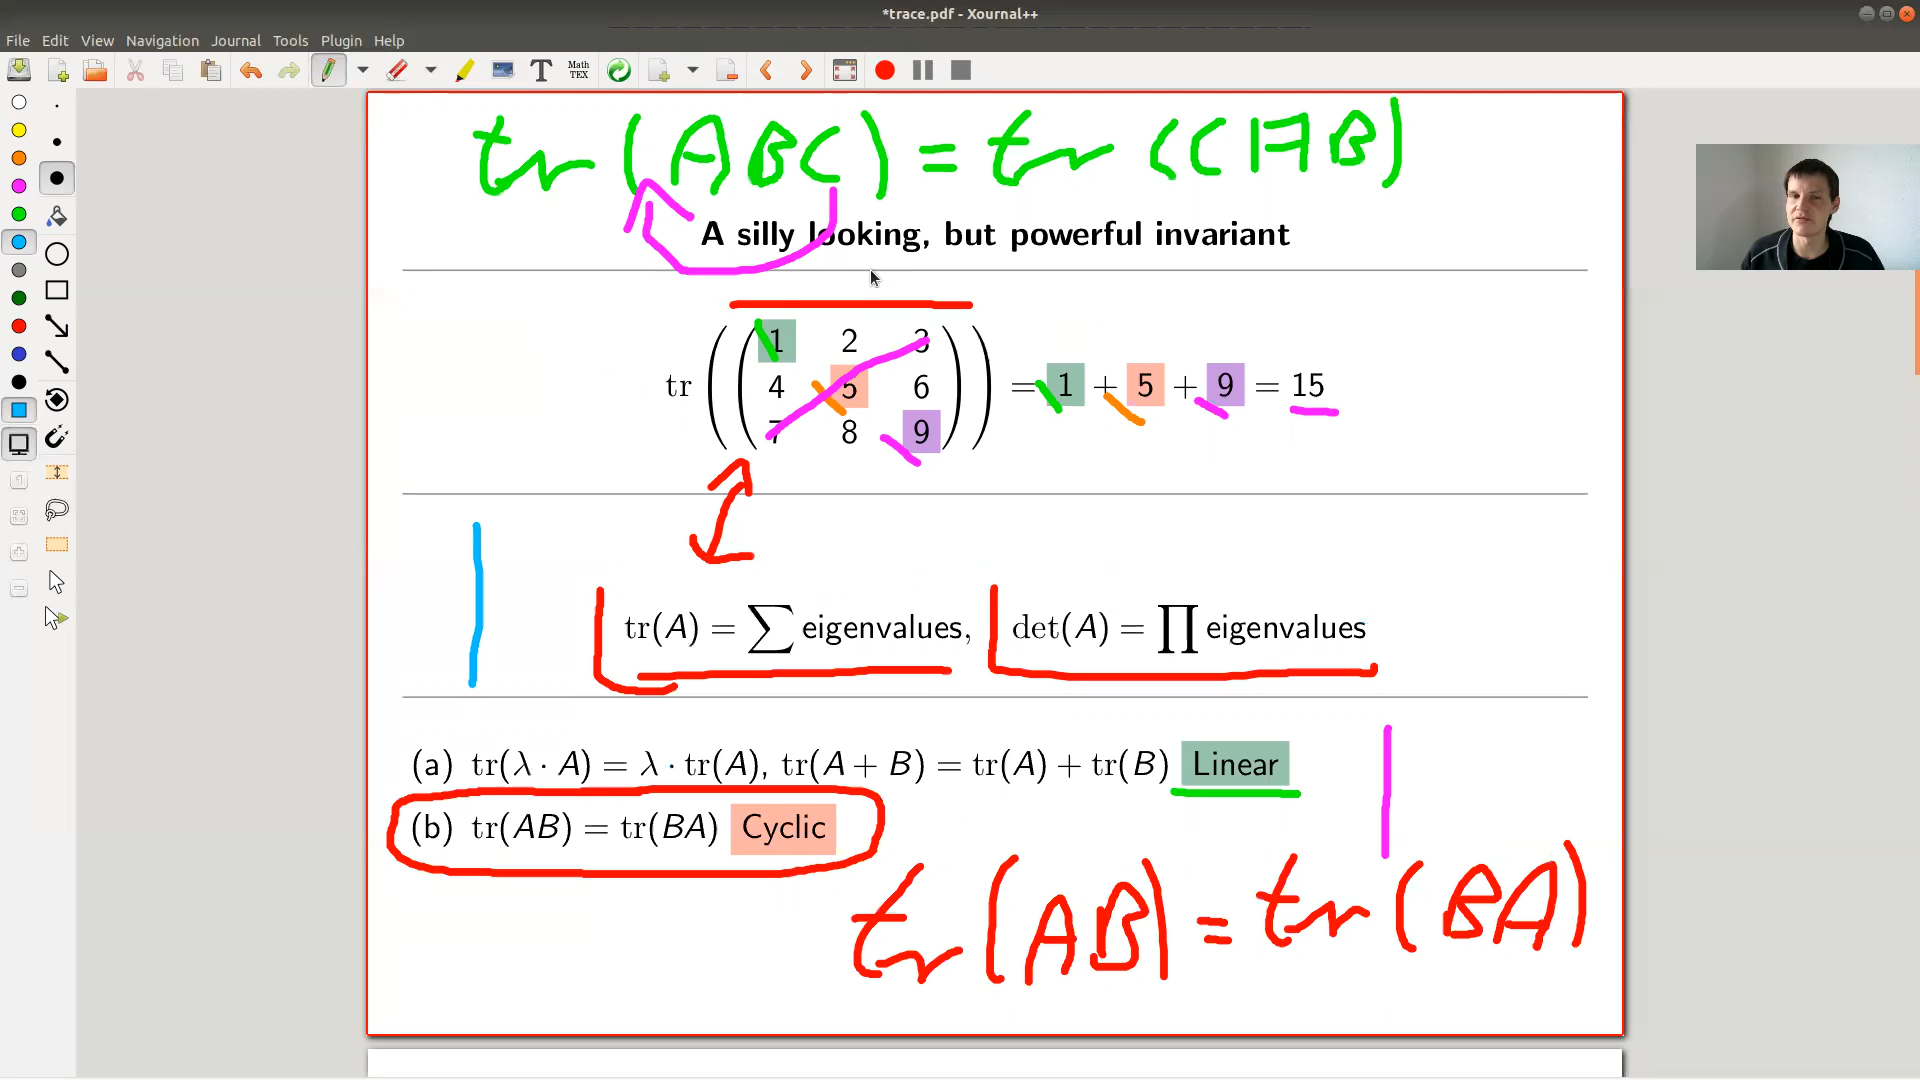 *trace.pdf - Xournal++
File Edit View Navigation Journal Tools Plugin Help
Math TEX
tr(ABC) = tr(CAB)
A silly looking, but powerful invariant
1 2 3
tr ( ( 4 5 6 ) ) = 1 + 5 + 9 = 15
7 8 9
tr(A) = ∑ eigenvalues, det(A) = ∏ eigenvalues
(a) tr(λ · A) = λ · tr(A), tr(A + B) = tr(A) + tr(B) Linear
(b) tr(AB) = tr(BA) Cyclic
tr(AB) = tr(BA)